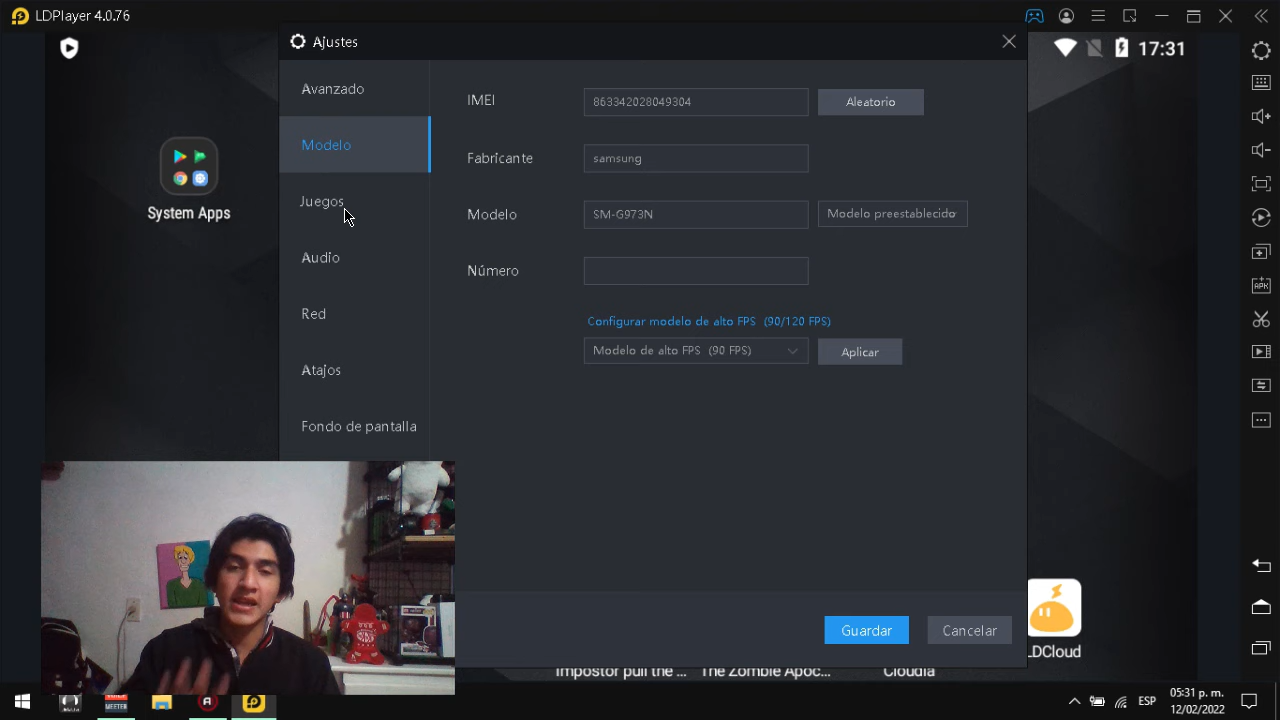 LDPlayer 4.0.76
17:31
Ajustes
Avanzado
Modelo
Juegos
Audio
Red
Atajos
Fondo de pantalla
IMEI
863342028049304
Aleatorio
Fabricante
samsung
Modelo
SM-G973N
Modelo preestablecido
Número
Configurar modelo de alto FPS (90/120 FPS)
Modelo de alto FPS (90 FPS)
Aplicar
Guardar
Cancelar
System Apps
APK
LDCloud
Impostor pull the ...
The Zombie Apoc...
Cloudia
VOICE
MEETER
ESP
05:31 p. m.
12/02/2022